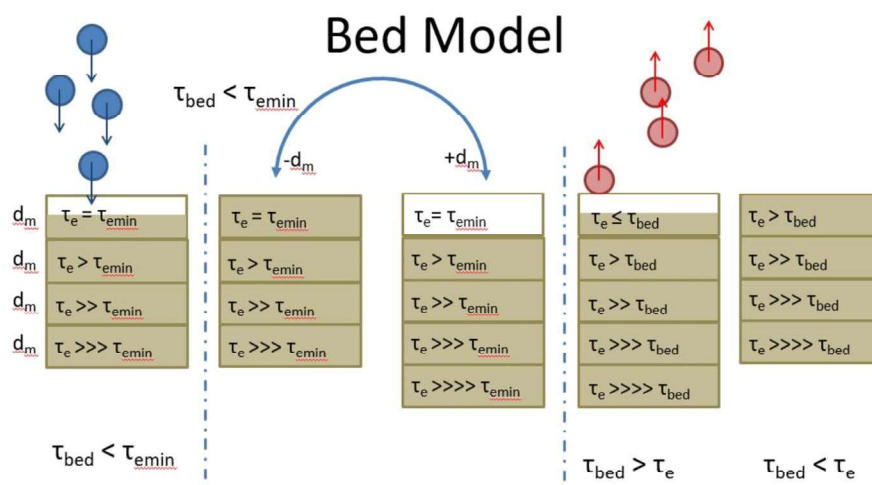 Bed Model
τbed < τemin
-dm
+dm
dm
τe = τemin
dm
τe > τemin
dm
τe >> τemin
dm
τe >>> τemin
τe = τemin
τe > τemin
τe >> τemin
τe >>> τemin
τe= τemin
τe > τemin
τe >> τemin
τe >>> τemin
τe >>>> τemin
τe ≤ τbed
τe > τbed
τe >> τbed
τe >>> τbed
τe >>>> τbed
τe > τbed
τe >> τbed
τe >>> τbed
τe >>>> τbed
τbed < τemin
τbed > τe
τbed < τe